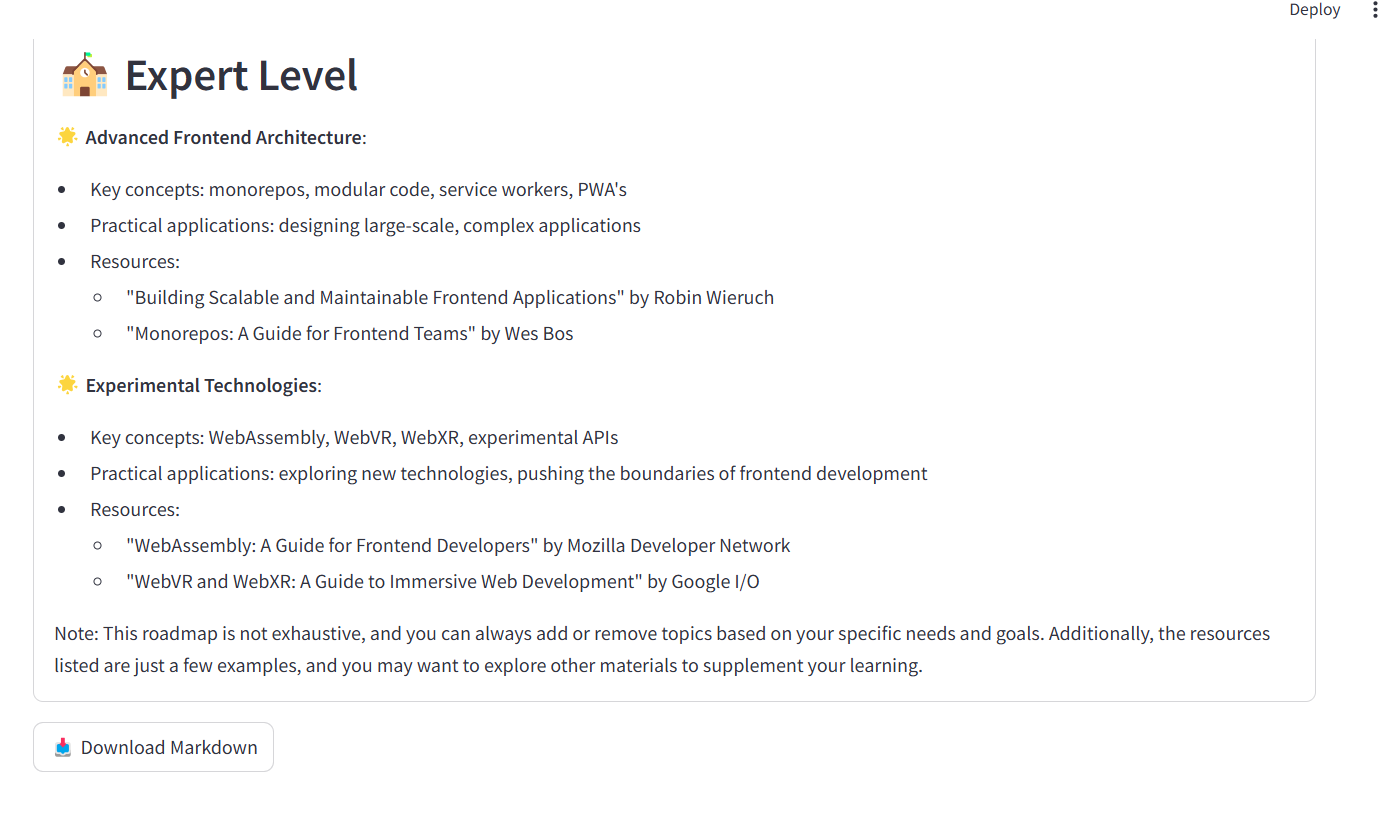 Deploy
Expert Level
Advanced Frontend Architecture:
Key concepts: monorepos, modular code, service workers, PWA's
Practical applications: designing large-scale, complex applications
Resources:
"Building Scalable and Maintainable Frontend Applications" by Robin Wieruch
"Monorepos: A Guide for Frontend Teams" by Wes Bos
Experimental Technologies:
Key concepts: WebAssembly, WebVR, WebXR, experimental APIs
Practical applications: exploring new technologies, pushing the boundaries of frontend development
Resources:
"WebAssembly: A Guide for Frontend Developers" by Mozilla Developer Network
"WebVR and WebXR: A Guide to Immersive Web Development" by Google I/O
Note: This roadmap is not exhaustive, and you can always add or remove topics based on your specific needs and goals. Additionally, the resources
listed are just a few examples, and you may want to explore other materials to supplement your learning.
Download Markdown